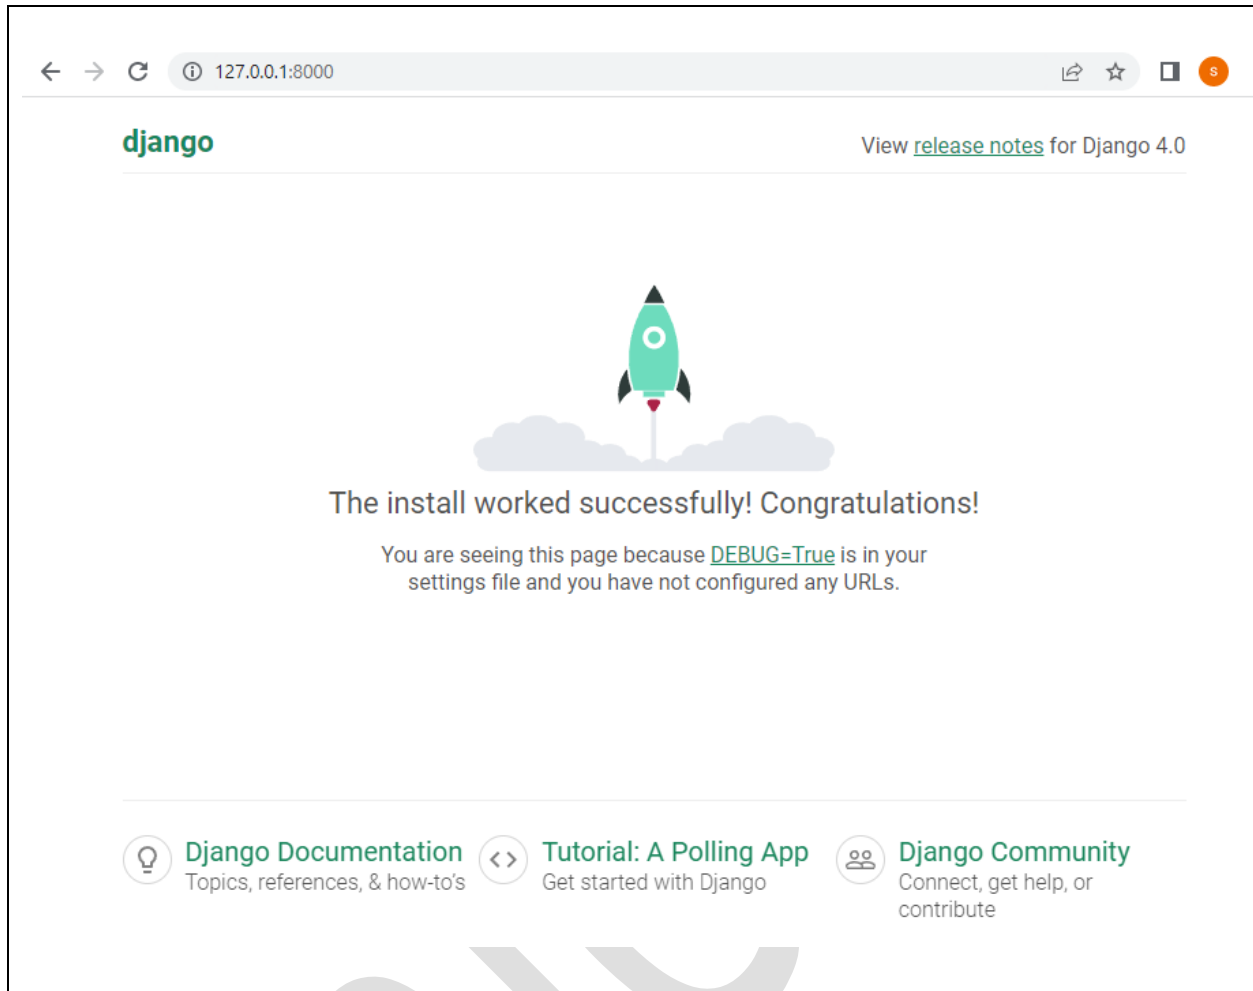 127.0.0.1:8000
s
django
View release notes for Django 4.0
The install worked successfully! Congratulations!
You are seeing this page because DEBUG=True is in your
settings file and you have not configured any URLs.
Django Documentation
Topics, references, & how-to's
Tutorial: A Polling App
Get started with Django
Django Community
Connect, get help, or
contribute